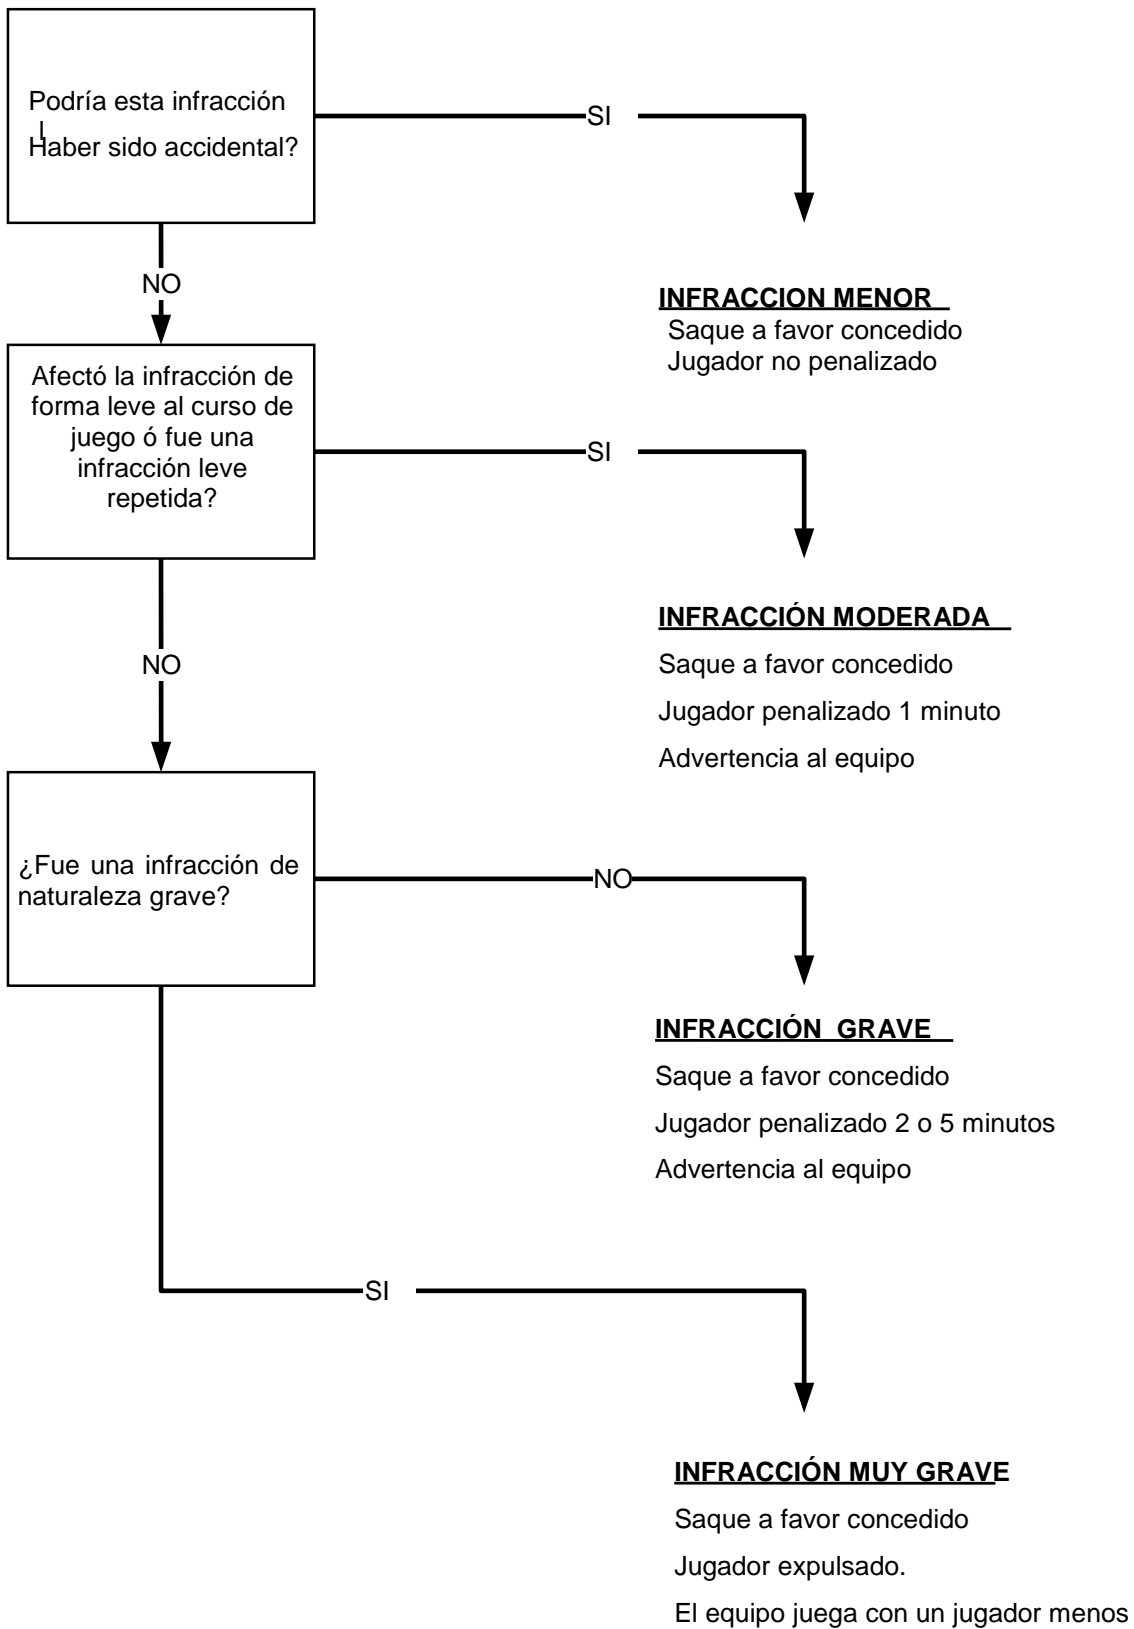 Podría esta infracción
Haber sido accidental?
SI
NO
INFRACCION MENOR
Saque a favor concedido
Jugador no penalizado
Afectó la infracción de
forma leve al curso de
juego ó fue una
infracción leve
repetida?
SI
NO
INFRACCIÓN MODERADA
Saque a favor concedido
Jugador penalizado 1 minuto
Advertencia al equipo
¿Fue una infracción de
naturaleza grave?
NO
INFRACCIÓN GRAVE
Saque a favor concedido
Jugador penalizado 2 o 5 minutos
Advertencia al equipo
SI
INFRACCIÓN MUY GRAVE
Saque a favor concedido
Jugador expulsado.
El equipo juega con un jugador menos